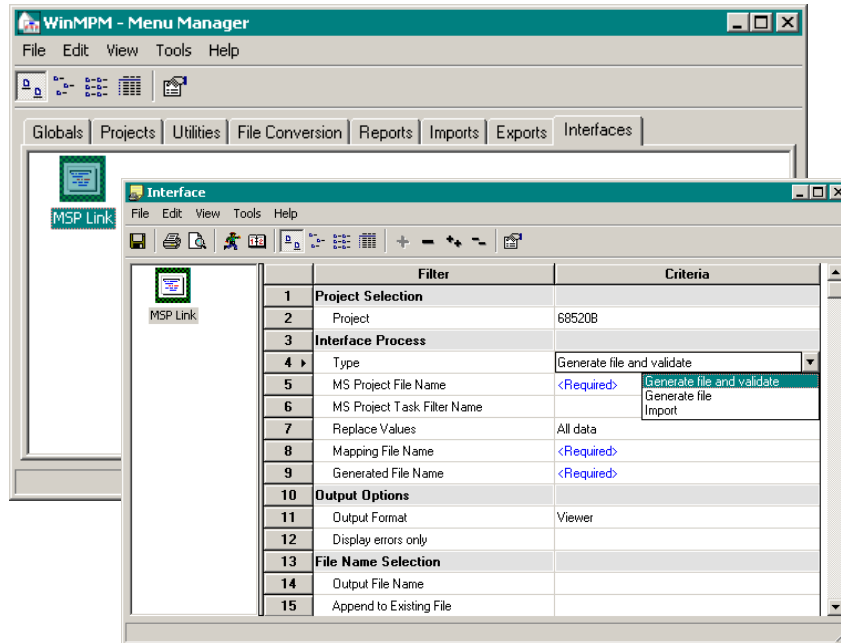 WinMPM - Menu Manager
File Edit View Tools Help
Globals Projects Utilities File Conversion Reports Imports Exports Interfaces
MSP Link
Interface
File Edit View Tools Help
MSP Link
Filter Criteria
1 Project Selection
2 Project 68520B
3 Interface Process
4 Type Generate file and validate
Generate file and validate
Generate file
Import
5 MS Project File Name <Required>
6 MS Project Task Filter Name
7 Replace Values All data
8 Mapping File Name <Required>
9 Generated File Name <Required>
10 Output Options
11 Output Format Viewer
12 Display errors only
13 File Name Selection
14 Output File Name
15 Append to Existing File